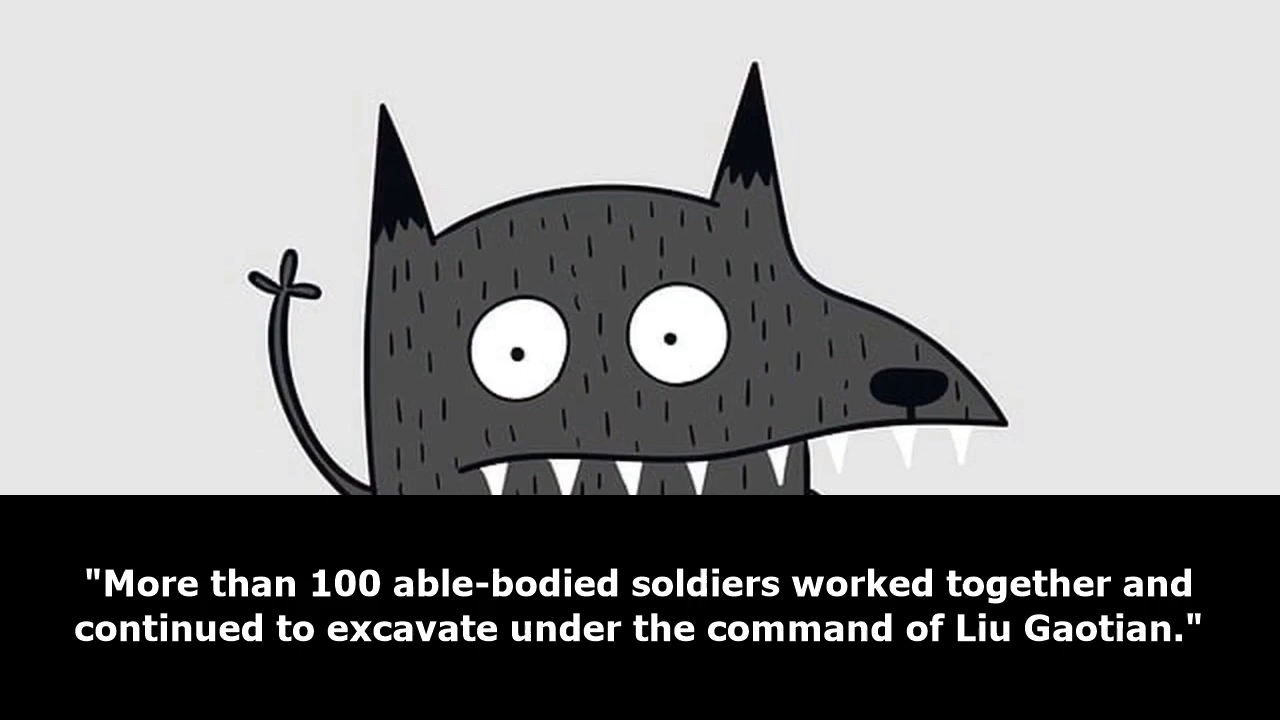 "More than 100 able-bodied soldiers worked together and
continued to excavate under the command of Liu Gaotian."